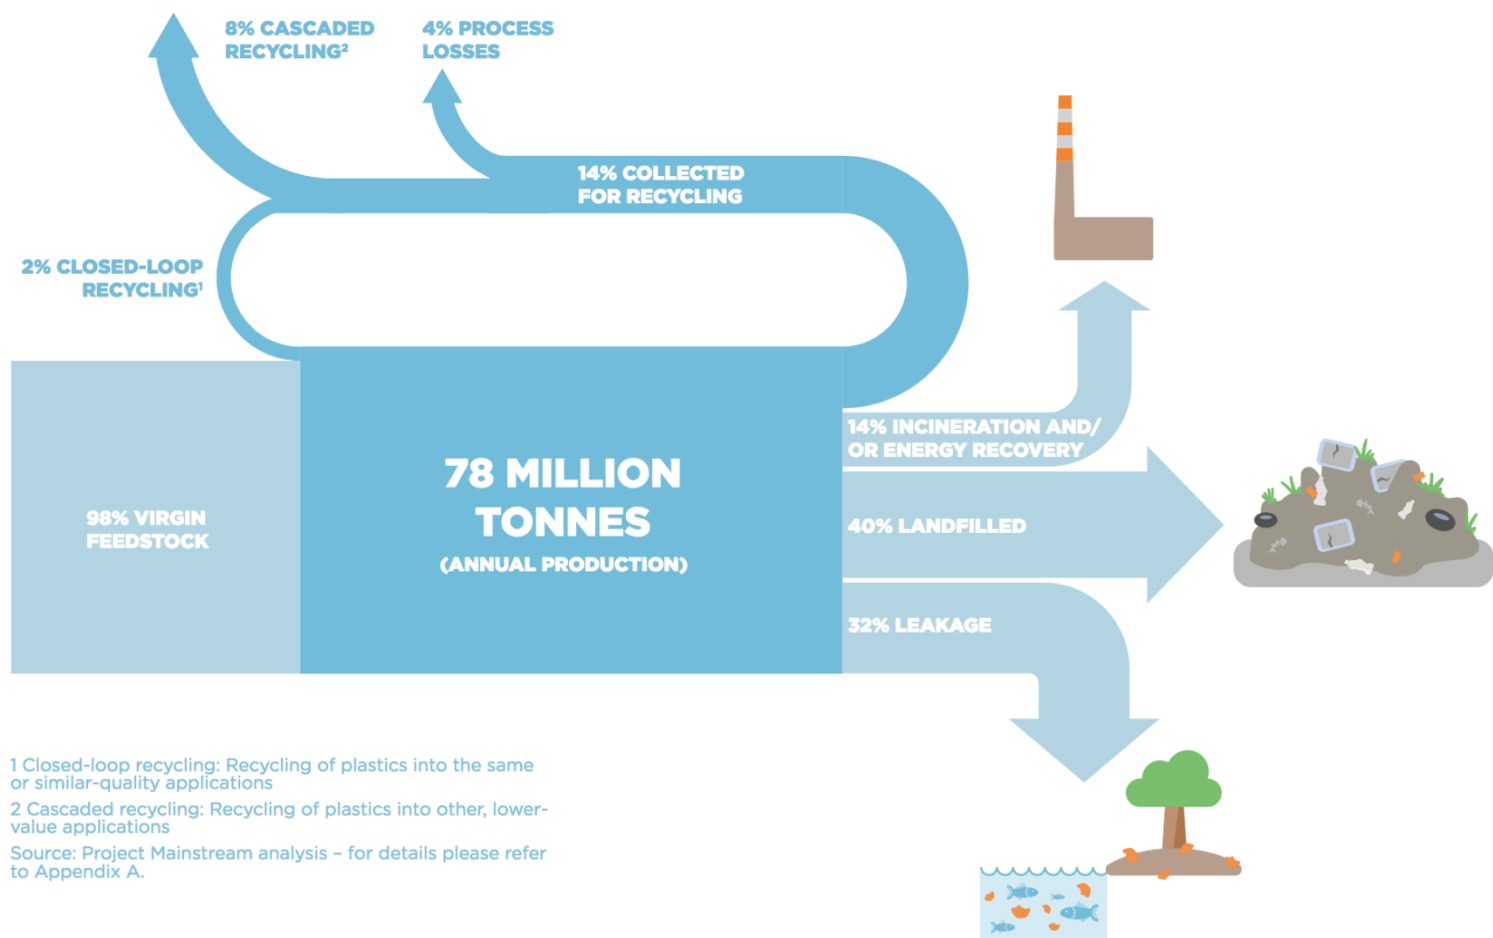 8% CASCADED
RECYCLING²
4% PROCESS
LOSSES
14% COLLECTED
FOR RECYCLING
2% CLOSED-LOOP
RECYCLING¹
14% INCINERATION AND/
OR ENERGY RECOVERY
78 MILLION
TONNES
(ANNUAL PRODUCTION)
98% VIRGIN
FEEDSTOCK
40% LANDFILLED
32% LEAKAGE
1 Closed-loop recycling: Recycling of plastics into the same
or similar-quality applications
2 Cascaded recycling: Recycling of plastics into other, lower-
value applications
Source: Project Mainstream analysis – for details please refer
to Appendix A.